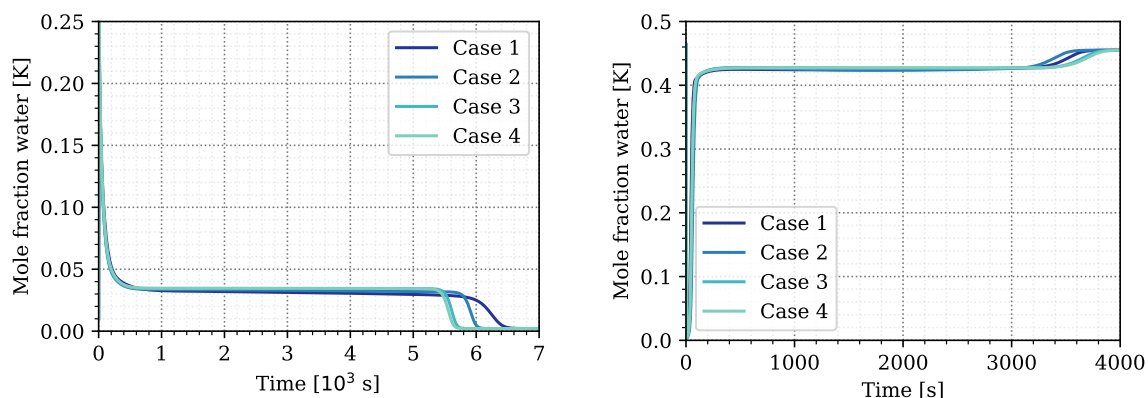 0.25
0.20
0.15
0.10
0.05
0.00
Mole fraction water [K]
0 1 2 3 4 5 6 7
Time [10³ s]
Case 1
Case 2
Case 3
Case 4
0.5
0.4
0.3
0.2
0.1
0.0
Mole fraction water [K]
0 1000 2000 3000 4000
Time [s]
Case 1
Case 2
Case 3
Case 4